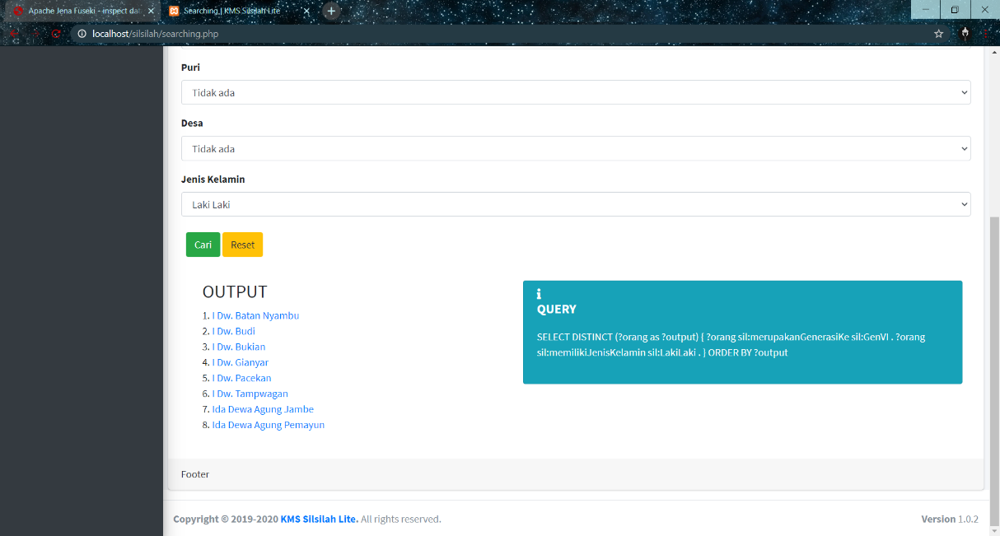 Apache Jena Fuseki - inspect dat
Searching | KMS Silsilah Lite
localhost/silsilah/searching.php
Puri
Tidak ada
Desa
Tidak ada
Jenis Kelamin
Laki Laki
Cari
Reset
OUTPUT
1. I Dw. Batan Nyambu
2. I Dw. Budi
3. I Dw. Bukian
4. I Dw. Gianyar
5. I Dw. Pacekan
6. I Dw. Tampwagan
7. Ida Dewa Agung Jambe
8. Ida Dewa Agung Pemayun
QUERY
SELECT DISTINCT (?orang as ?output) { ?orang sil:merupakanGenerasiKe sil:GenVI . ?orang
sil:memilikiJenisKelamin sil:LakiLaki . } ORDER BY ?output
Footer
Copyright © 2019-2020 KMS Silsilah Lite. All rights reserved.
Version 1.0.2